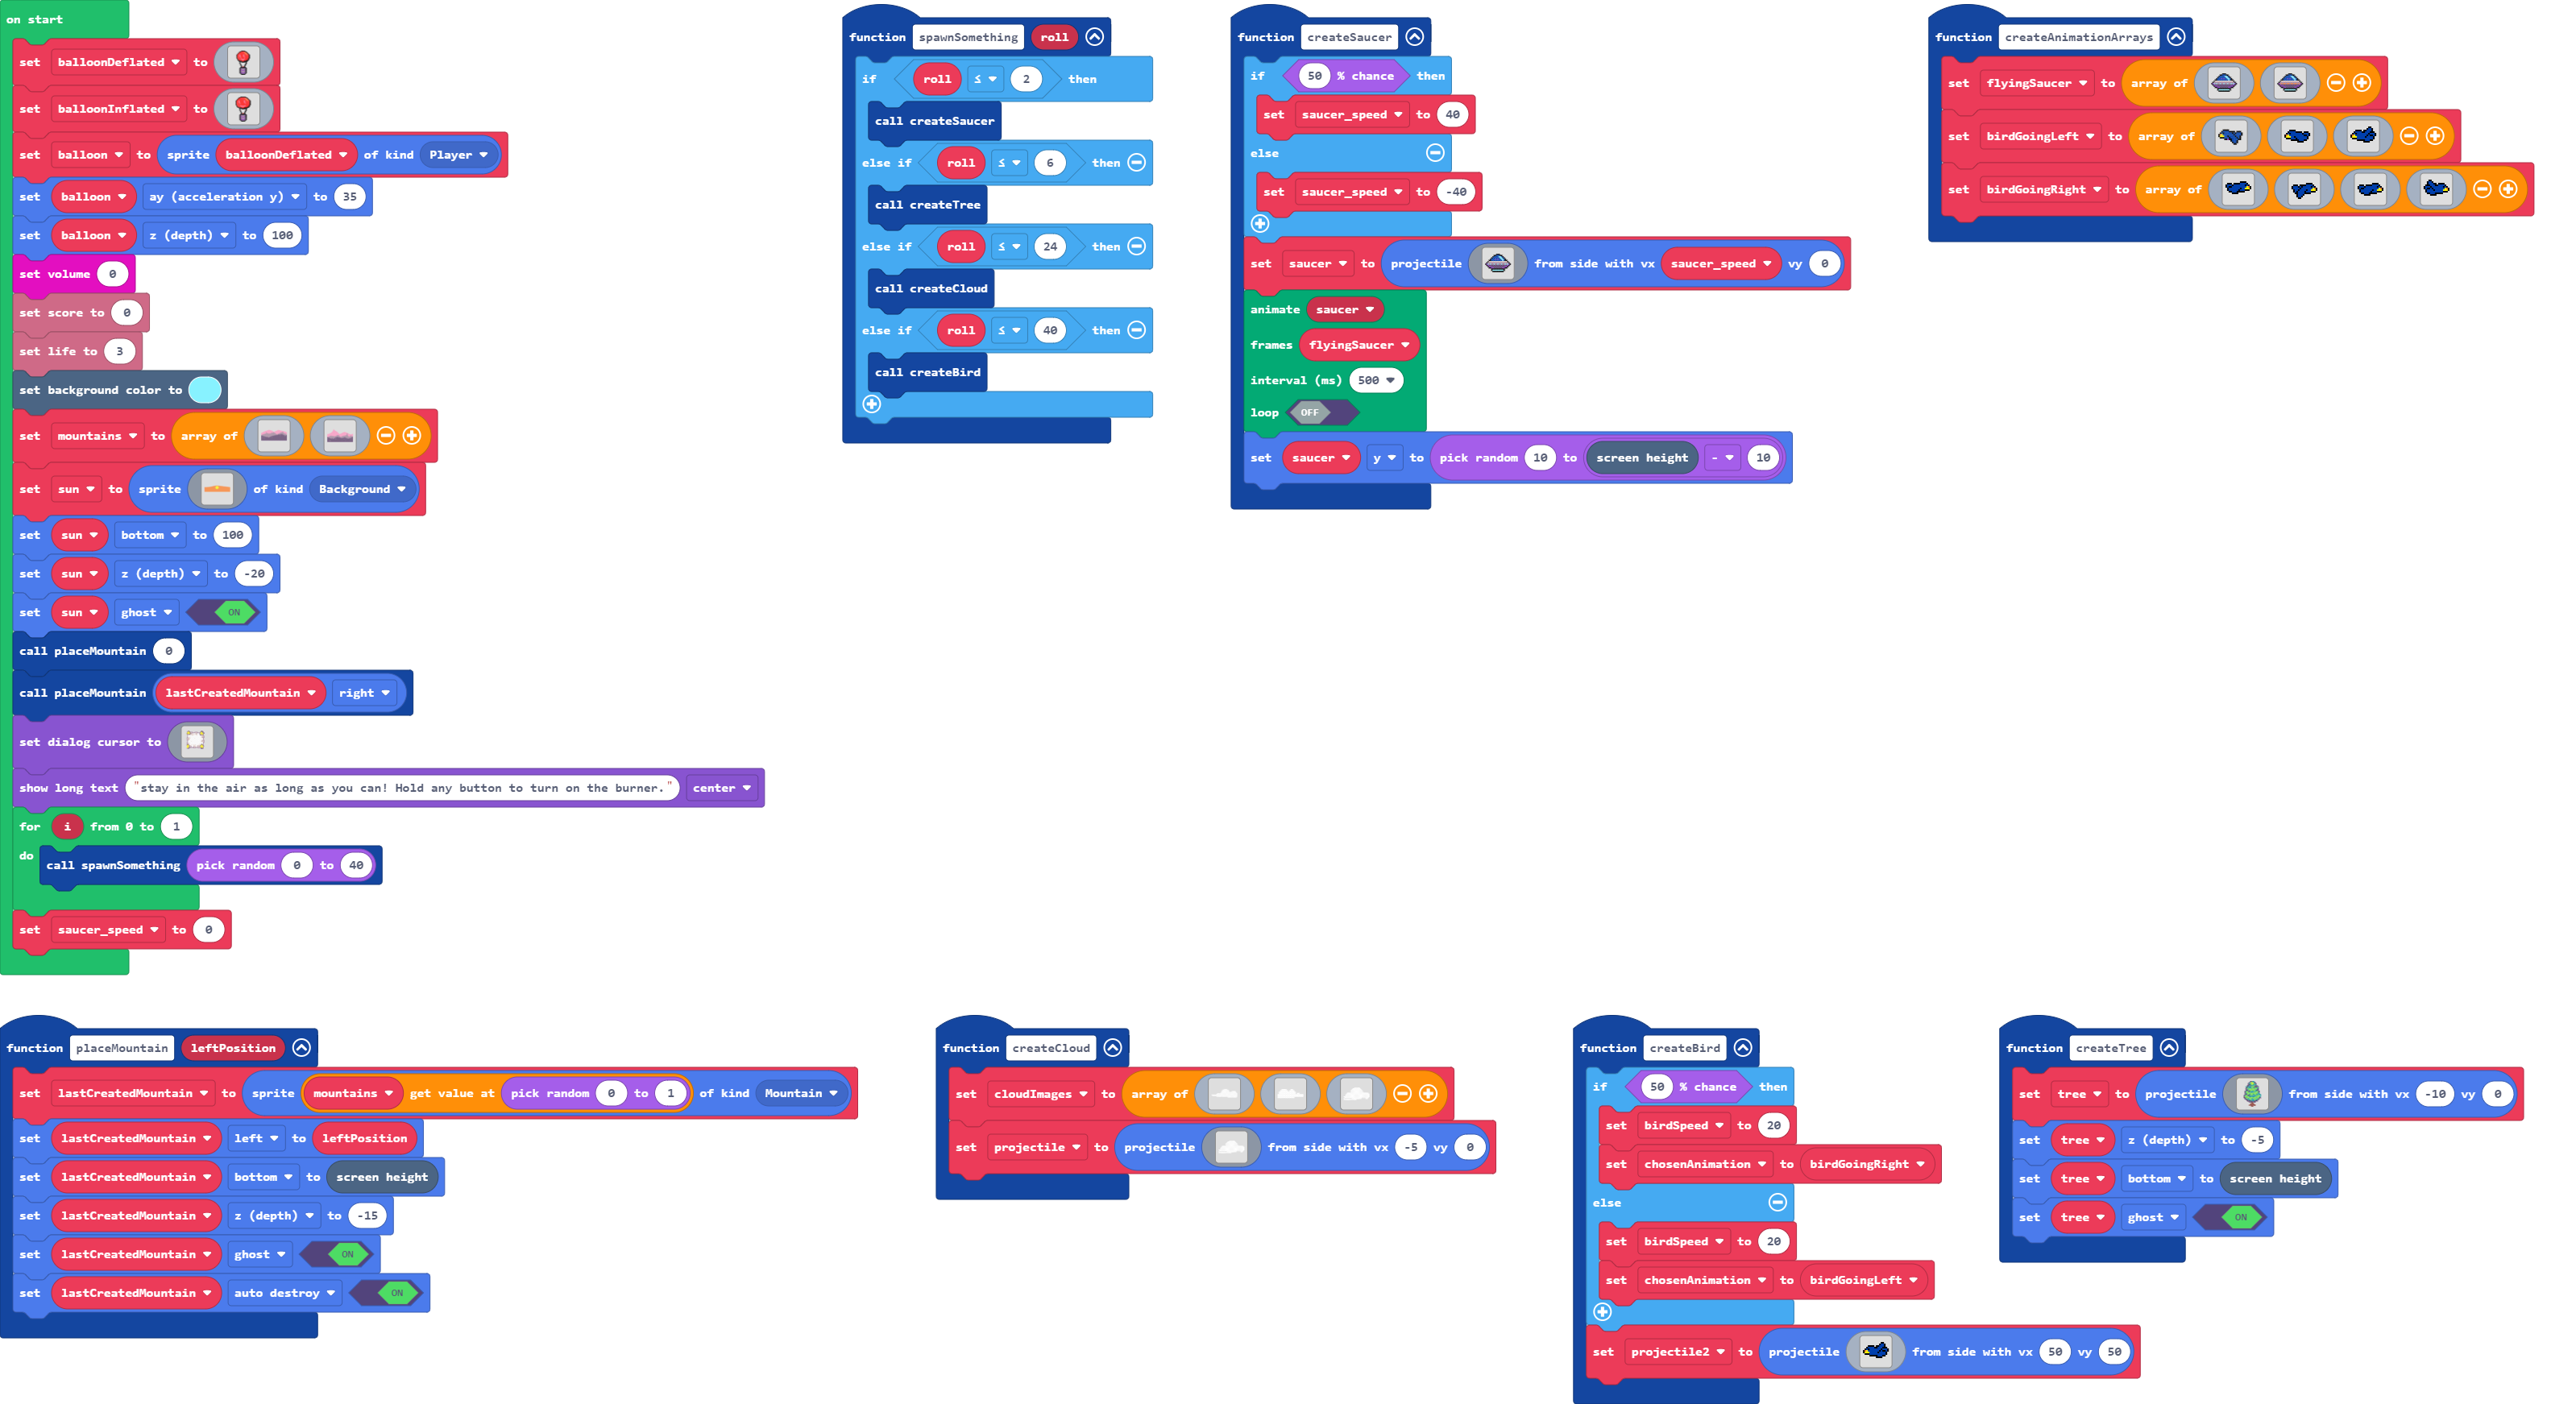 on start
set balloonDeflated to
set balloonInflated to
set balloon to sprite balloonDeflated of kind Player
set balloon ay (acceleration y) to 35
set balloon z (depth) to 100
set volume 0
set score to 0
set life to 3
set background color to
set mountains to array of
set sun to sprite of kind Background
set sun bottom to 100
set sun z (depth) to -20
set sun ghost ON
call placeMountain 0
call placeMountain lastCreatedMountain right
set dialog cursor to
show long text "stay in the air as long as you can! Hold any button to turn on the burner." center
for i from 0 to 1
do call spawnSomething pick random 0 to 40
set saucer_speed to 0
function spawnSomething roll
if roll ≤ 2 then
call createSaucer
else if roll ≤ 6 then
call createTree
else if roll ≤ 24 then
call createCloud
else if roll ≤ 40 then
call createBird
function createSaucer
if 50 % chance then
set saucer_speed to 40
else
set saucer_speed to -40
set saucer to projectile from side with vx saucer_speed vy 0
animate saucer
frames flyingSaucer
interval (ms) 500
loop OFF
set saucer y to pick random 10 to screen height - 10
function createAnimationArrays
set flyingSaucer to array of
set birdGoingLeft to array of
set birdGoingRight to array of
function placeMountain leftPosition
set lastCreatedMountain to sprite mountains get value at pick random 0 to 1 of kind Mountain
set lastCreatedMountain left to leftPosition
set lastCreatedMountain bottom to screen height
set lastCreatedMountain z (depth) to -15
set lastCreatedMountain ghost ON
set lastCreatedMountain auto destroy ON
function createCloud
set cloudImages to array of
set projectile to projectile from side with vx -5 vy 0
function createBird
if 50 % chance then
set birdSpeed to 20
set chosenAnimation to birdGoingRight
else
set birdSpeed to 20
set chosenAnimation to birdGoingLeft
set projectile2 to projectile from side with vx 50 vy 50
function createTree
set tree to projectile from side with vx -10 vy 0
set tree z (depth) to -5
set tree bottom to screen height
set tree ghost ON